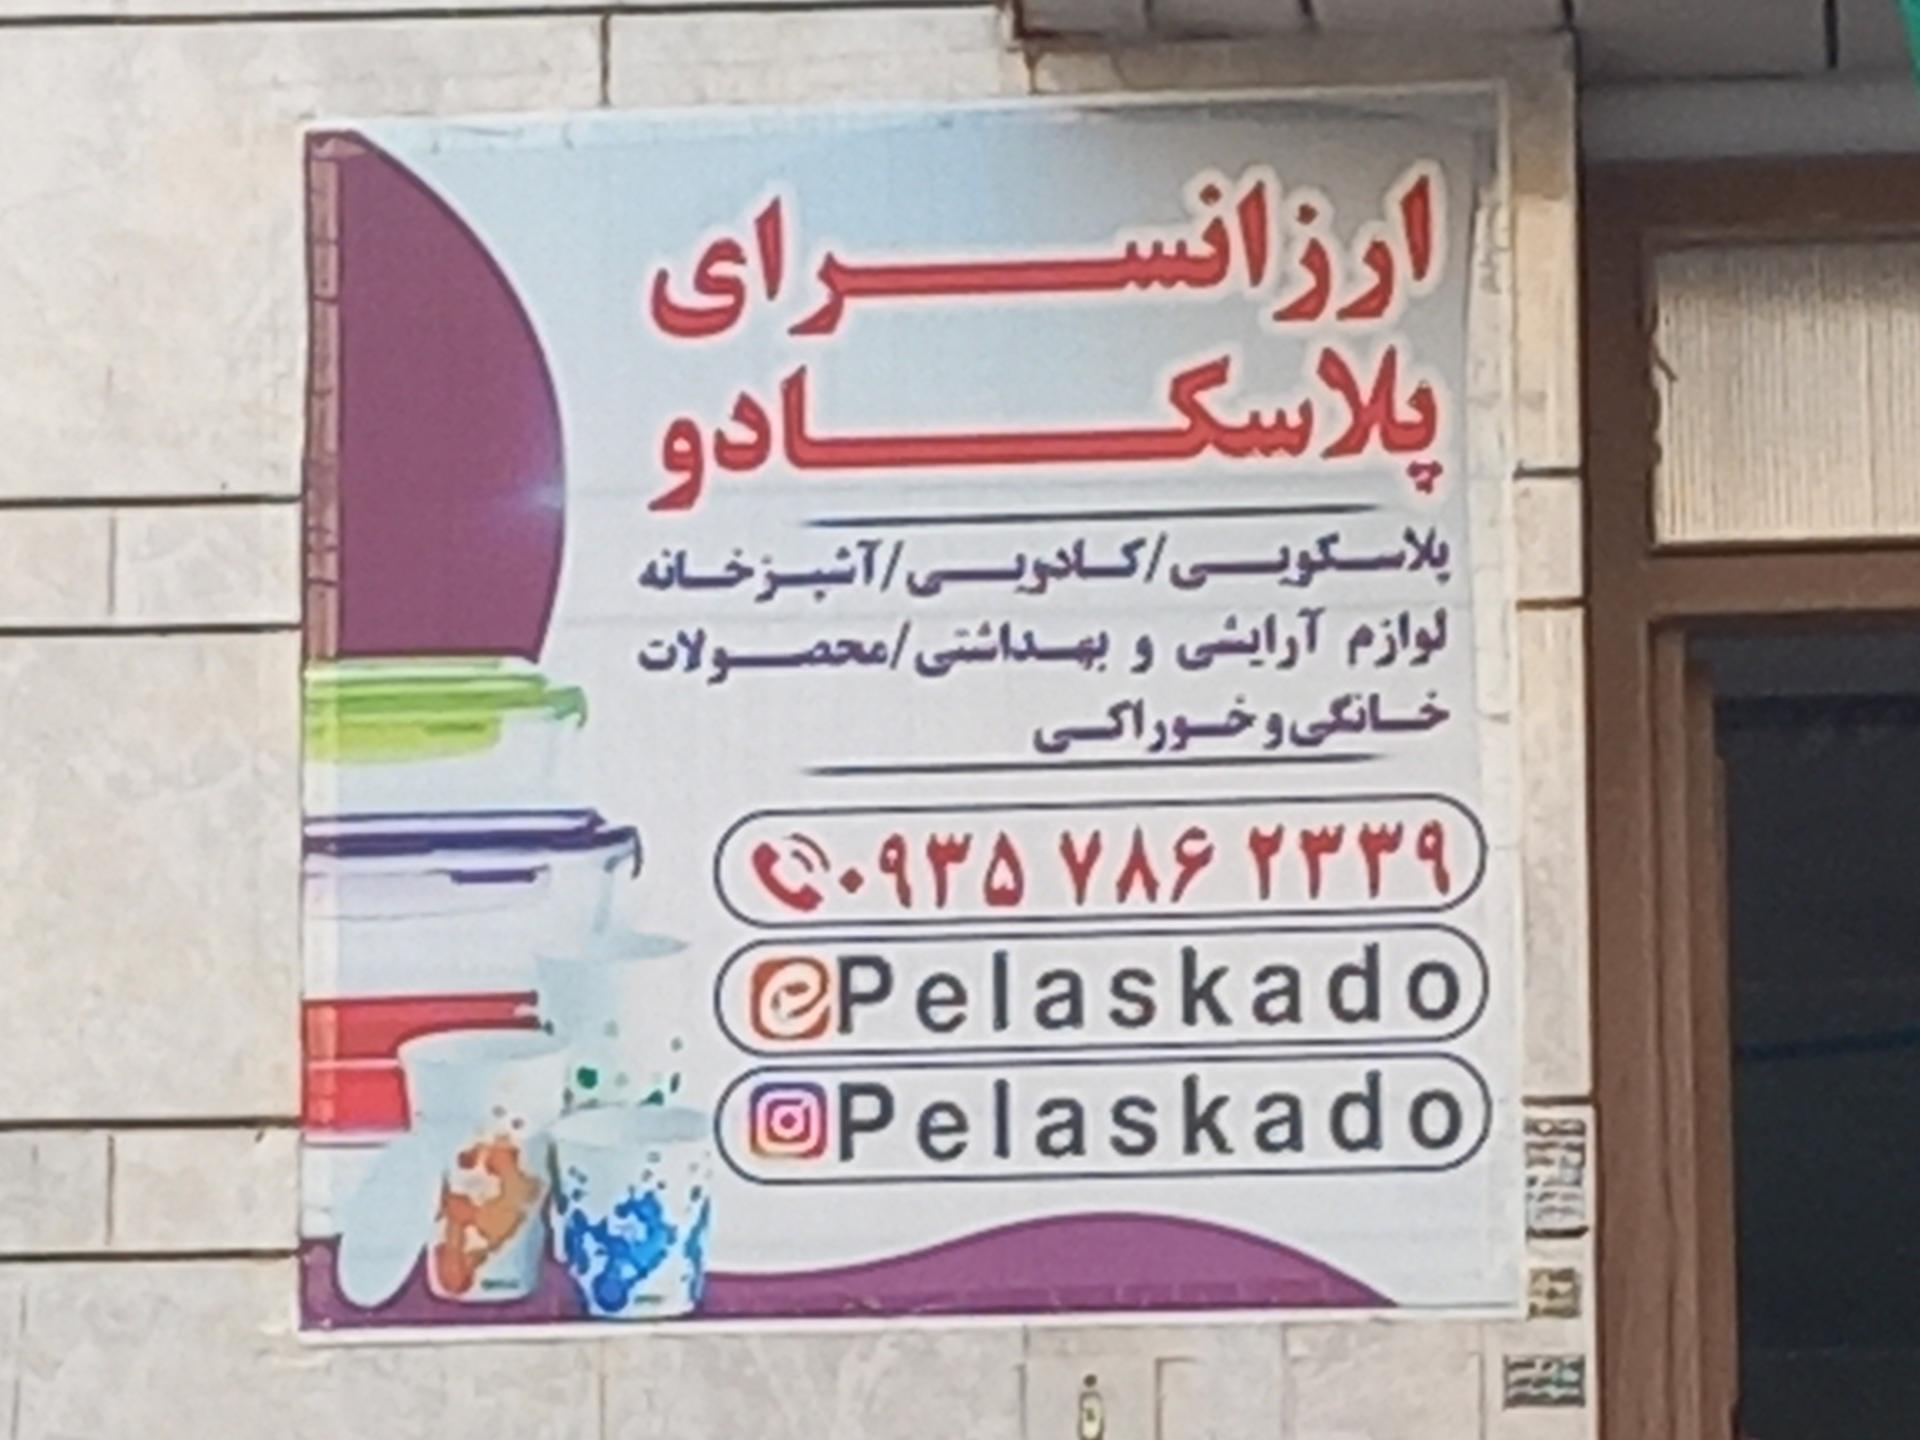 ارزانسرای
پلاسکادو
پلاسکویی/کادویی/آشپزخانه
لوازم آرایشی و بهداشتی/محصولات
خانگی و خوراکی
۰۹۳۵ ۷۸۶ ۲۳۳۹
Pelaskado
Pelaskado